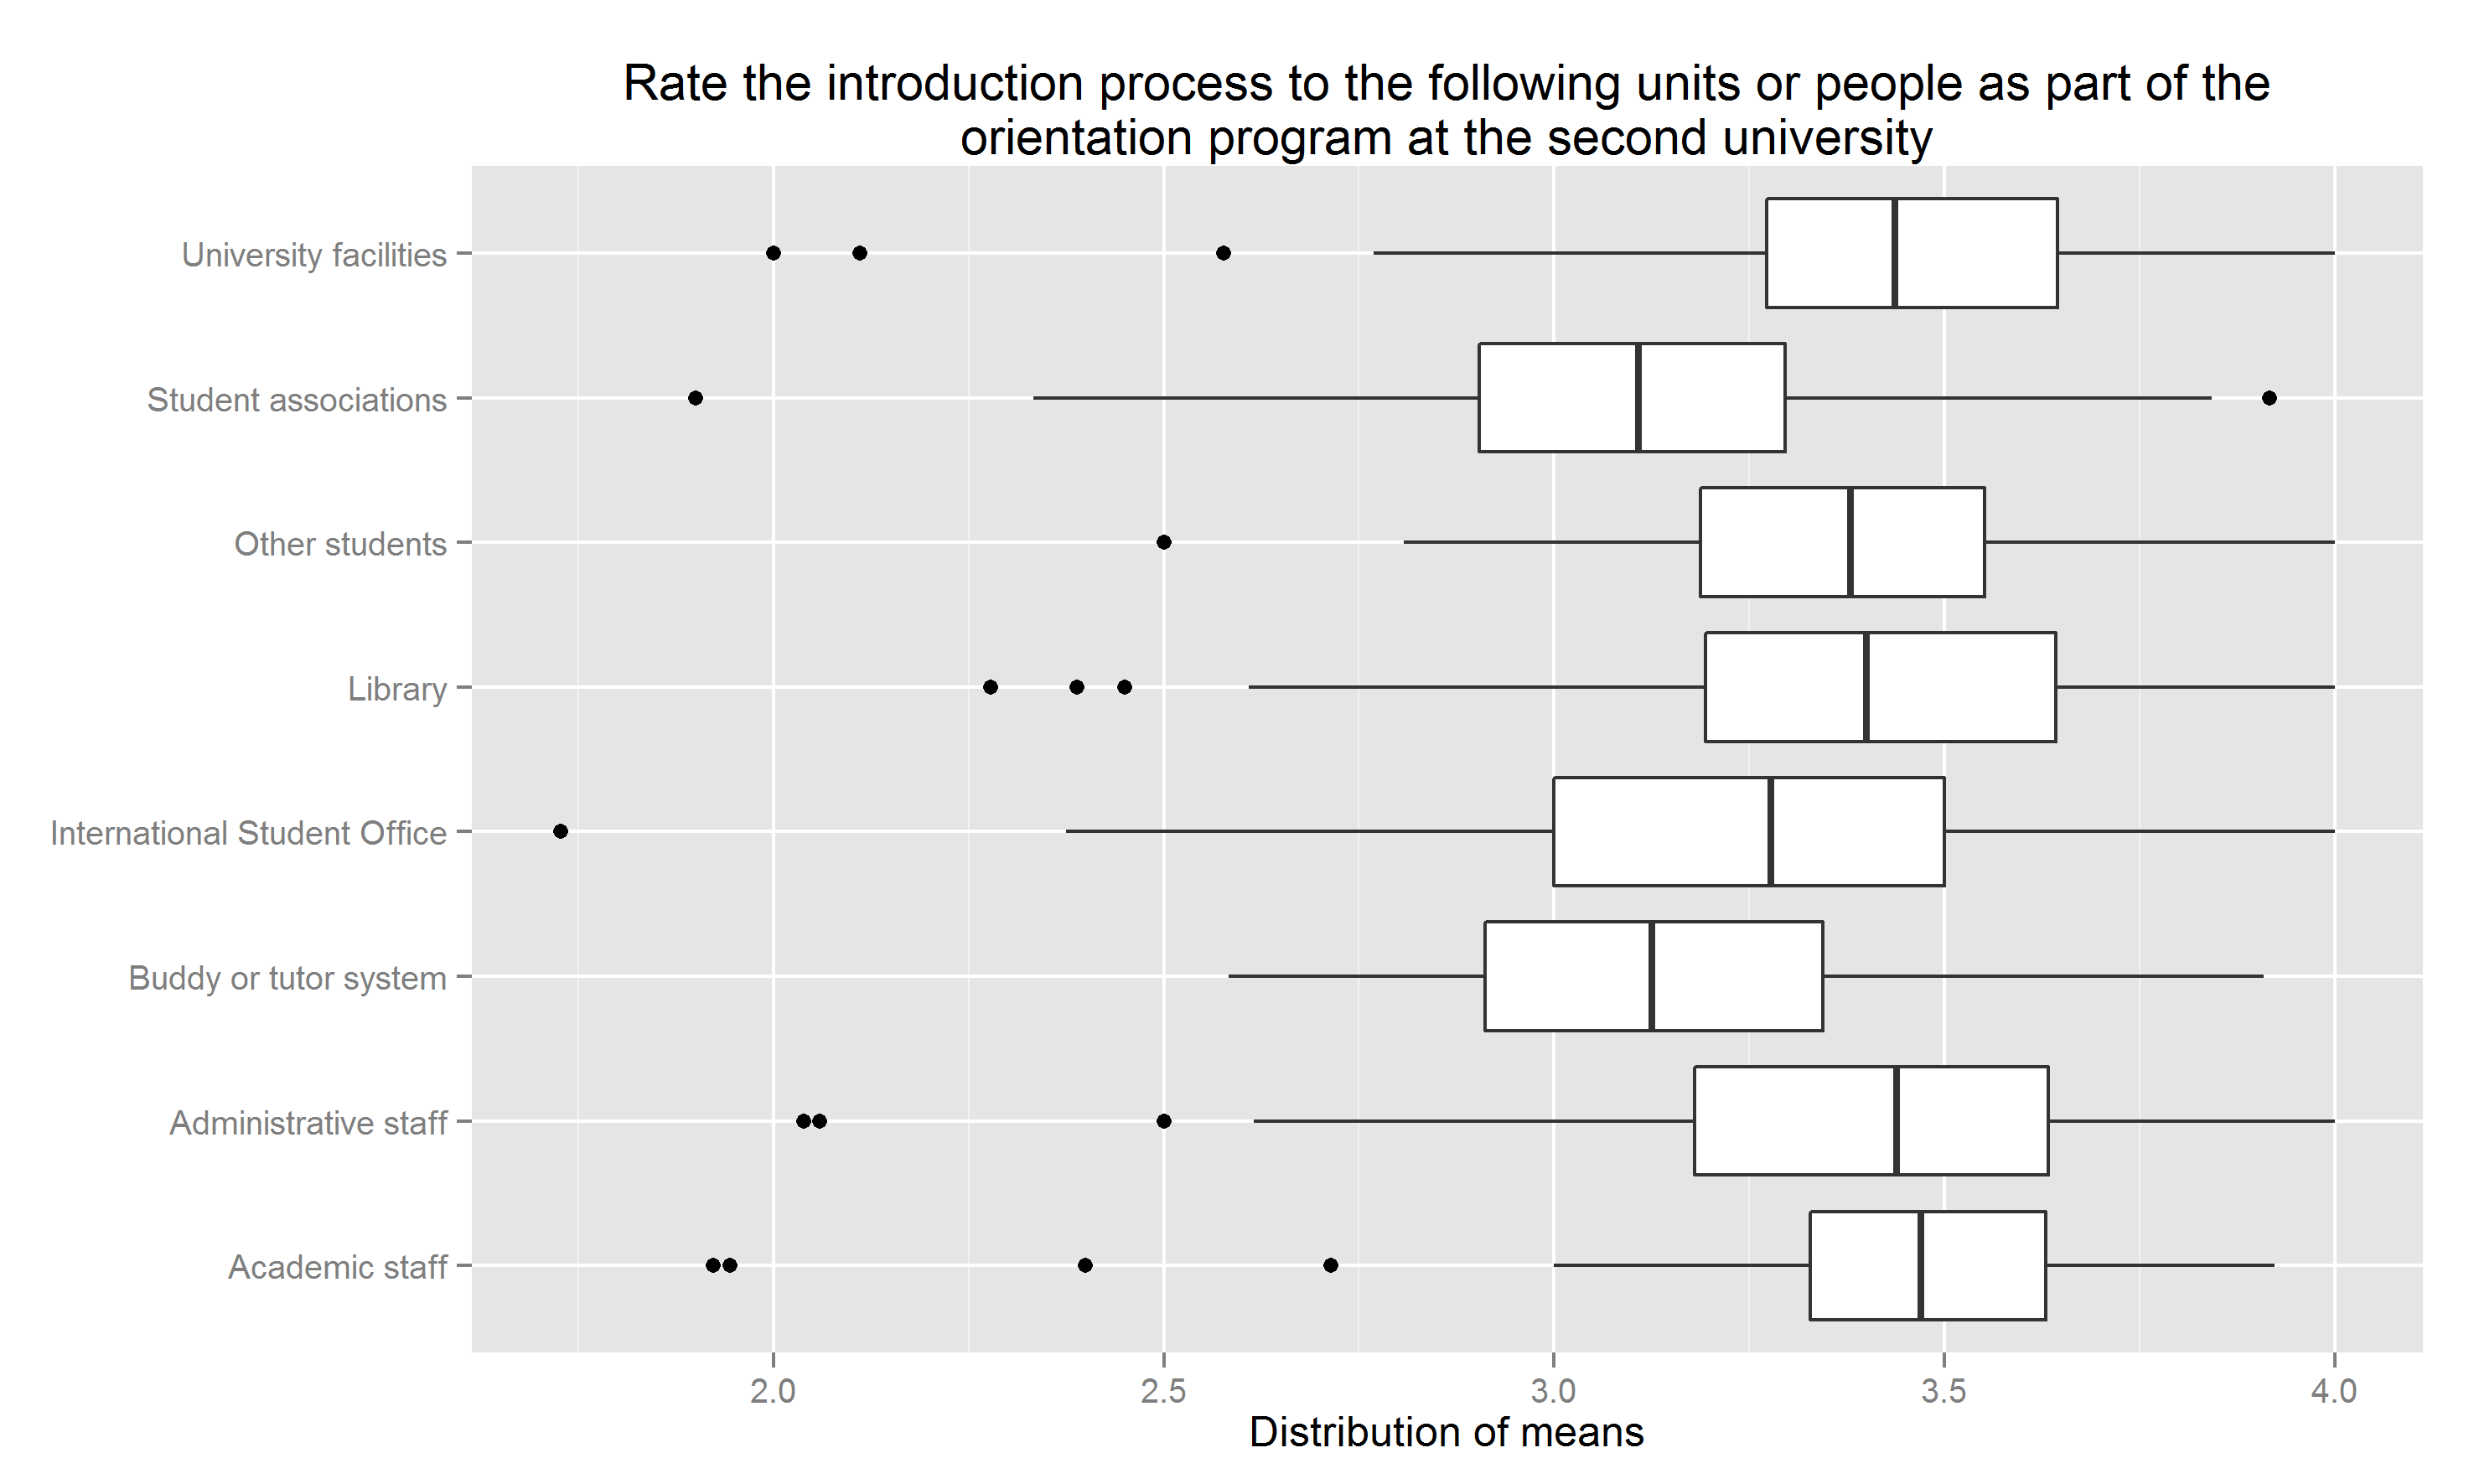 Rate the introduction process to the following units or people as part of the
orientation program at the second university
University facilities
Student associations
Other students
Library
International Student Office
Buddy or tutor system
Administrative staff
Academic staff
2.0 2.5 3.0 3.5 4.0
Distribution of means